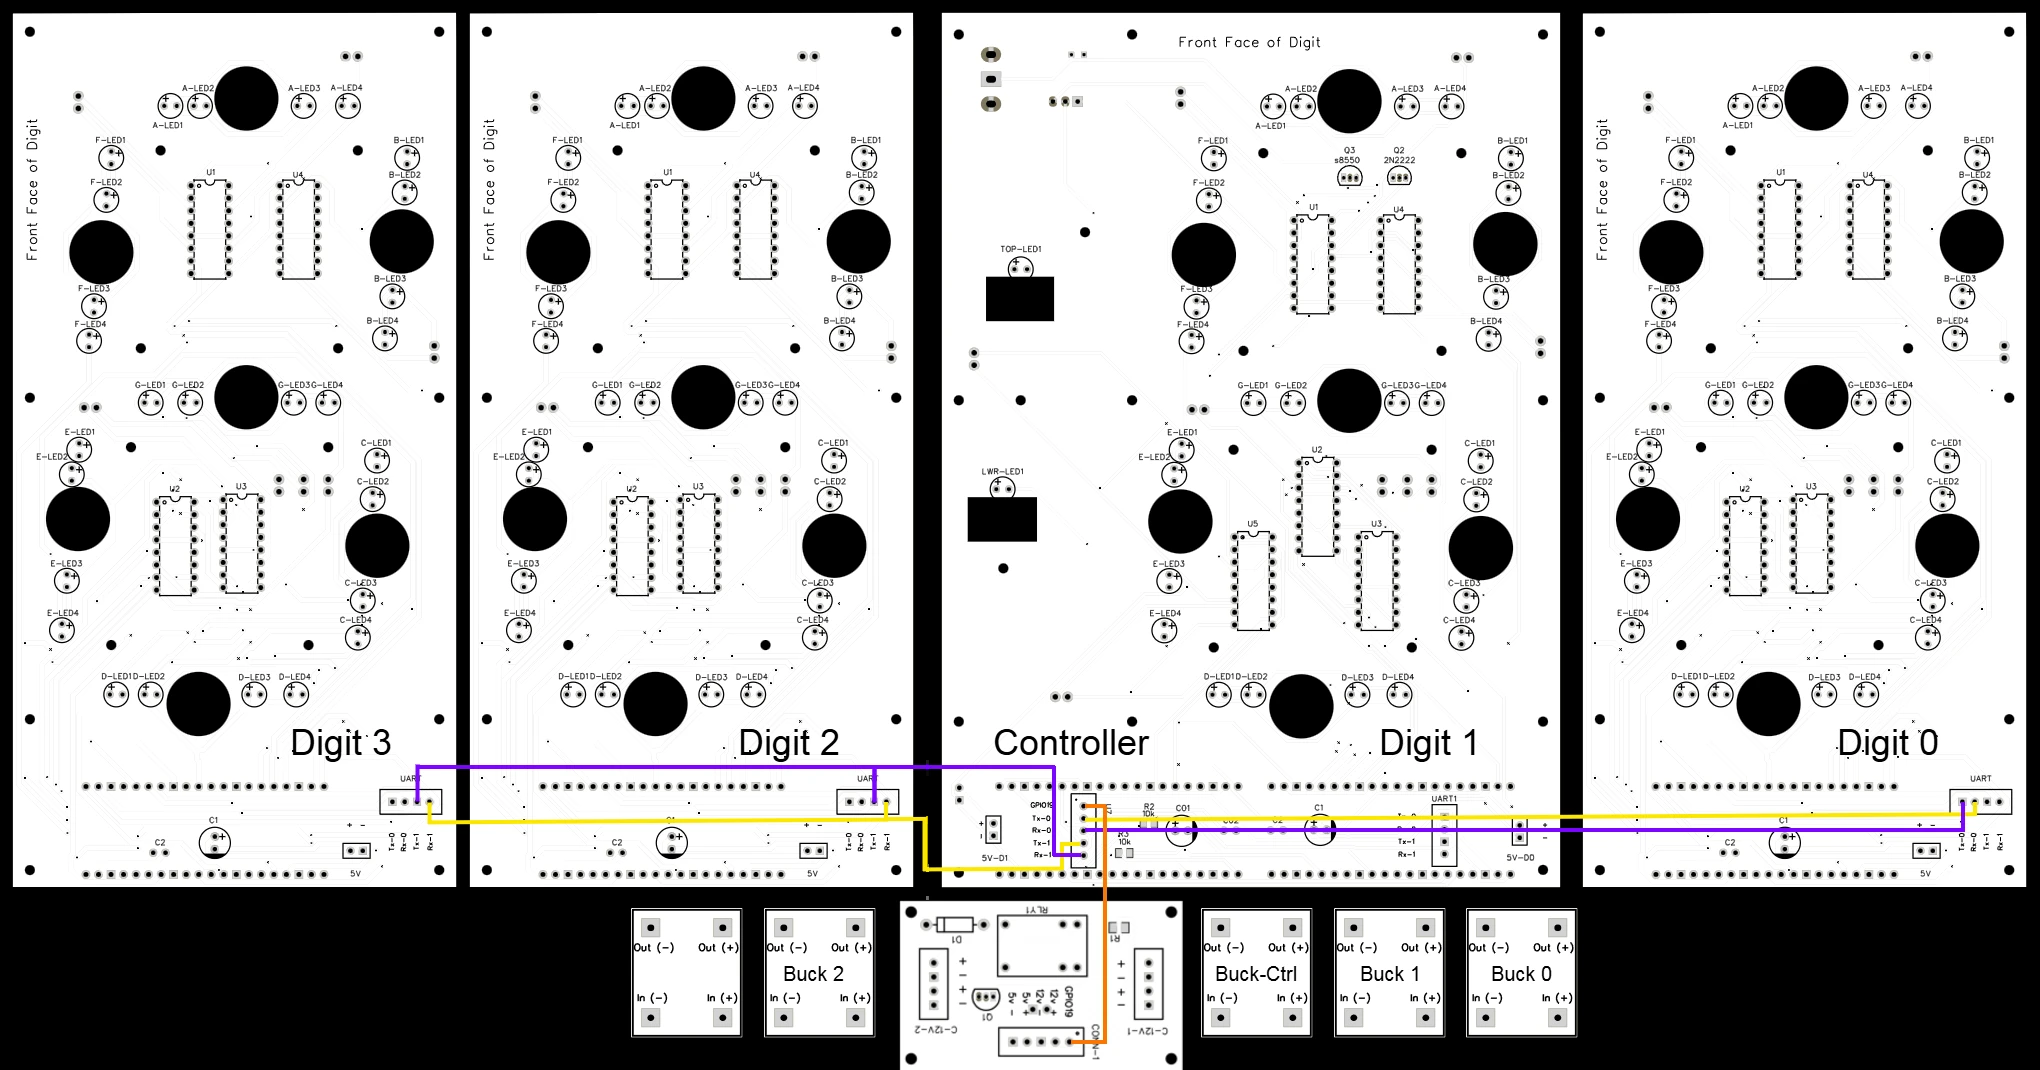 Front Face of Digit
A-LED1
A-LED2
A-LED3
A-LED4
F-LED1
F-LED2
B-LED1
B-LED2
U1
U4
F-LED3
F-LED4
B-LED3
B-LED4
G-LED1
G-LED2
G-LED3
G-LED4
E-LED1
E-LED2
C-LED1
C-LED2
U2
U3
E-LED3
E-LED4
C-LED3
C-LED4
D-LED1
D-LED2
D-LED3
D-LED4
Digit 3
UART
C1
C2
+ -
5V
Tx-0
Rx-0
Tx-1
Rx-1
Front Face of Digit
A-LED1
A-LED2
A-LED3
A-LED4
F-LED1
F-LED2
B-LED1
B-LED2
U1
U4
F-LED3
F-LED4
B-LED3
B-LED4
G-LED1
G-LED2
G-LED3
G-LED4
E-LED1
E-LED2
C-LED1
C-LED2
U2
U3
E-LED3
E-LED4
C-LED3
C-LED4
D-LED1
D-LED2
D-LED3
D-LED4
Digit 2
UART
C1
C2
+ -
5V
Tx-0
Rx-0
Tx-1
Rx-1
Front Face of Digit
A-LED1
A-LED2
A-LED3
A-LED4
F-LED1
F-LED2
Q3
s8550
Q2
2N2222
B-LED1
B-LED2
U1
U4
TOP-LED1
F-LED3
F-LED4
B-LED3
B-LED4
G-LED1
G-LED2
G-LED3
G-LED4
E-LED1
E-LED2
C-LED1
C-LED2
LWR-LED1
U2
U5
U3
E-LED3
E-LED4
C-LED3
C-LED4
D-LED1
D-LED2
D-LED3
D-LED4
Controller
Digit 1
GPIO19
Tx-0
Rx-0
Tx-1
Rx-1
5V-D1
R2
10k
R3
10k
CO1
CO2
C1
C2
UART1
Tx-1
Rx-1
5V-D0
Front Face of Digit
A-LED1
A-LED2
A-LED3
A-LED4
F-LED1
F-LED2
B-LED1
B-LED2
U1
U4
F-LED3
F-LED4
B-LED3
B-LED4
G-LED1
G-LED2
G-LED3
G-LED4
E-LED1
E-LED2
C-LED1
C-LED2
U2
U3
E-LED3
E-LED4
C-LED3
C-LED4
D-LED1
D-LED2
D-LED3
D-LED4
Digit 0
UART
C1
C2
+ -
5V
Tx-0
Rx-0
Tx-1
Rx-1
Out (-) Out (+)
In (-) In (+)
Out (-) Out (+)
Buck 2
In (-) In (+)
RLY1
D1
R1
+
-
+
-
Q1
5v -
5v +
12v -
12v +
GPIO19
C-12V-2
C-12V-1
CONN-1
Out (-) Out (+)
Buck-Ctrl
In (-) In (+)
Out (-) Out (+)
Buck 1
In (-) In (+)
Out (-) Out (+)
Buck 0
In (-) In (+)